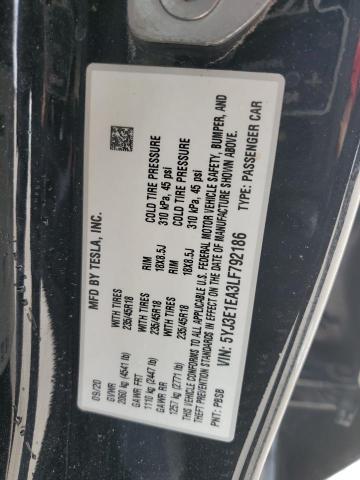 MFD BY TESLA, INC.
09/20
GVWR
2060 kg (4541 lb)
WITH TIRES
235/45R18
RIM
18X8.5J
COLD TIRE PRESSURE
310 kPa, 45 psi
GAWR FRT
1110 kg (2447 lb)
WITH TIRES
235/45R18
RIM
18X8.5J
COLD TIRE PRESSURE
310 kPa, 45 psi
GAWR RR
1257 kg (2771 lb)
THIS VEHICLE CONFORMS TO ALL APPLICABLE U.S. FEDERAL MOTOR VEHICLE SAFETY, BUMPER, AND
THEFT PREVENTION STANDARDS IN EFFECT ON THE DATE OF MANUFACTURE SHOWN ABOVE.
PNT: PBSB
VIN: 5YJ3E1EA3LF792186
TYPE: PASSENGER CAR